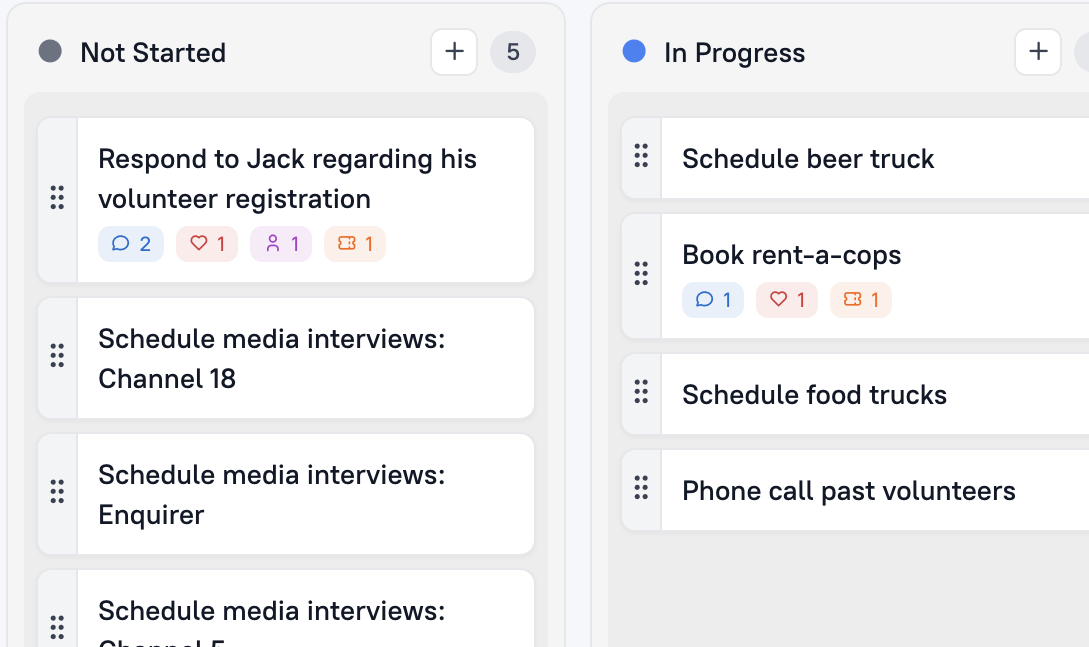 Not Started
5
Respond to Jack regarding his
volunteer registration
2 1 1 1
Schedule media interviews:
Channel 18
Schedule media interviews:
Enquirer
Schedule media interviews:
Channel 5
In Progress
Schedule beer truck
Book rent-a-cops
1 1 1
Schedule food trucks
Phone call past volunteers